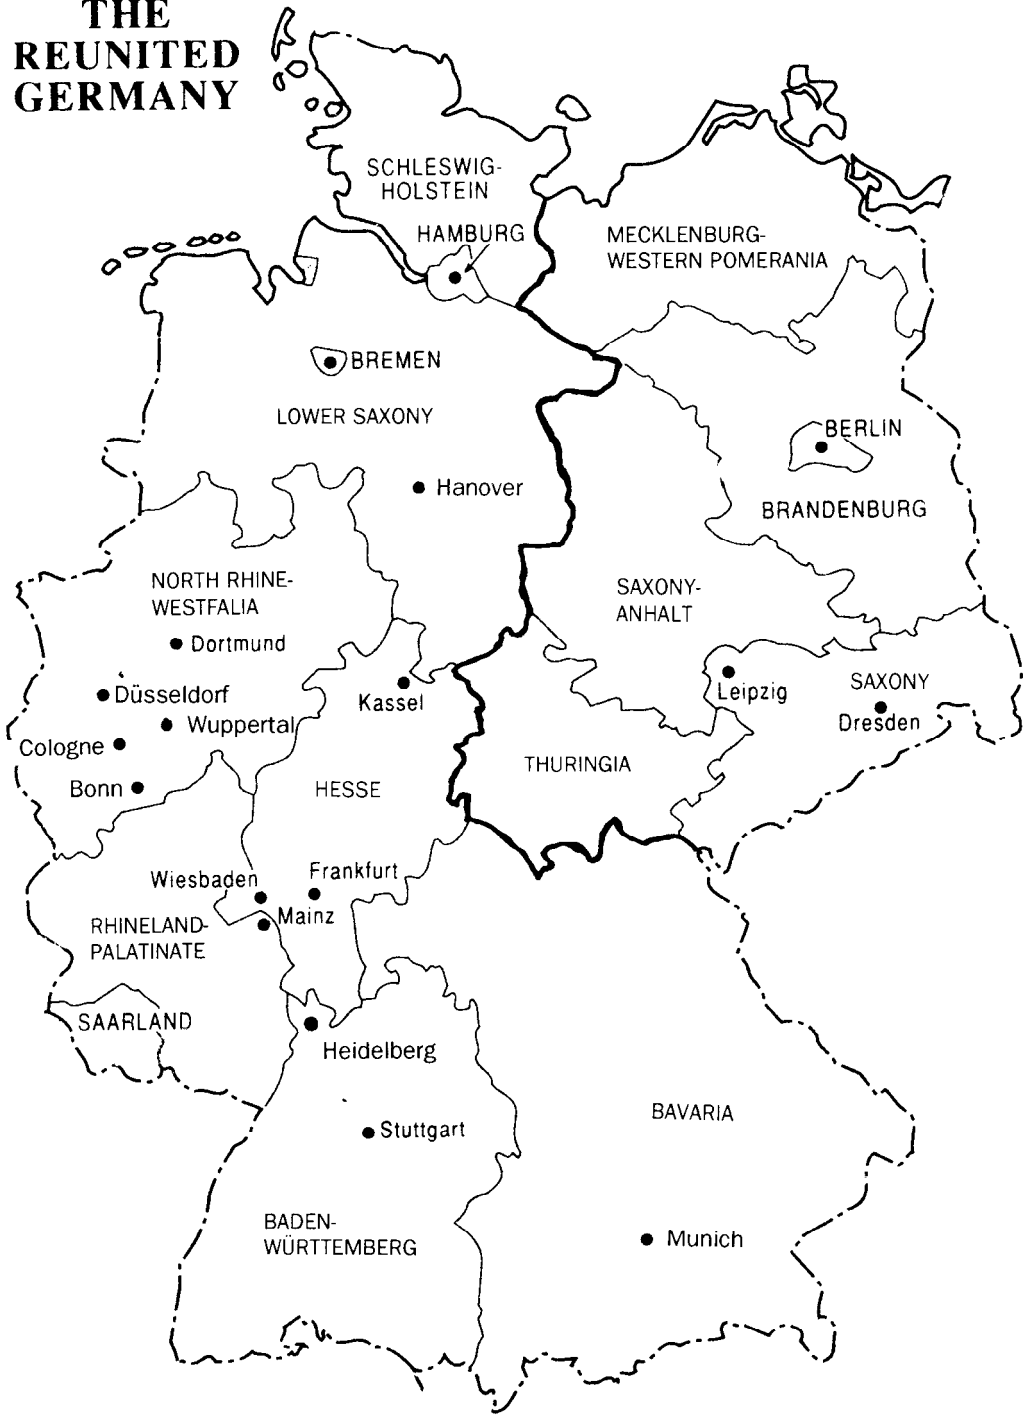 THE
REUNITED
GERMANY
SCHLESWIG-
HOLSTEIN
HAMBURG
MECKLENBURG-
WESTERN POMERANIA
BREMEN
LOWER SAXONY
BERLIN
Hanover
BRANDENBURG
NORTH RHINE-
WESTFALIA
SAXONY-
ANHALT
Dortmund
Düsseldorf
Kassel
Leipzig
SAXONY
Dresden
Wuppertal
Cologne
THURINGIA
Bonn
HESSE
Wiesbaden
Frankfurt
Mainz
RHINELAND-
PALATINATE
SAARLAND
Heidelberg
BAVARIA
Stuttgart
BADEN-
WÜRTTEMBERG
Munich